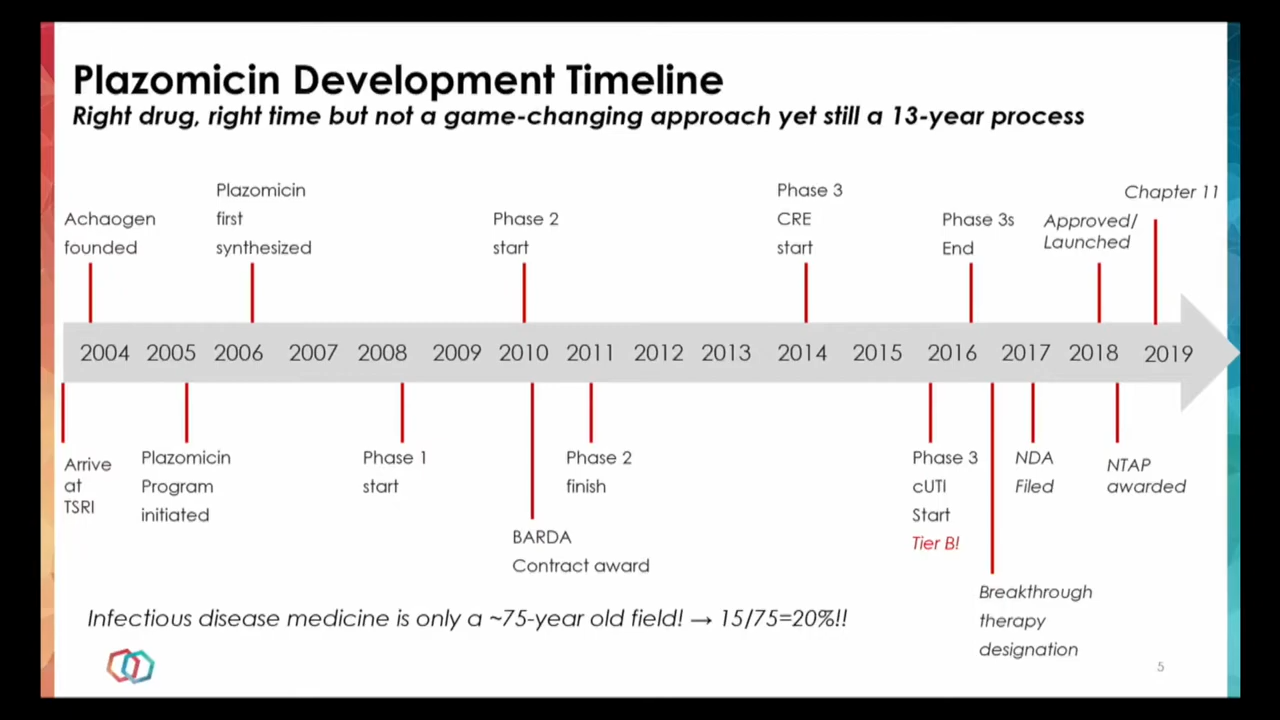 Plazomicin Development Timeline
Right drug, right time but not a game-changing approach yet still a 13-year process
Achaogen
founded
Plazomicin
first
synthesized
Phase 2
start
Phase 3
CRE
start
Phase 3s
End
Approved/
Launched
Chapter 11
2004 2005 2006 2007 2008 2009 2010 2011 2012 2013 2014 2015 2016 2017 2018 2019
Arrive
at
TSRI
Plazomicin
Program
initiated
Phase 1
start
BARDA
Contract award
Phase 2
finish
Phase 3
cUTI
Start
Tier B!
Breakthrough
therapy
designation
NDA
Filed
NTAP
awarded
Infectious disease medicine is only a ~75-year old field! → 15/75=20%!!
5